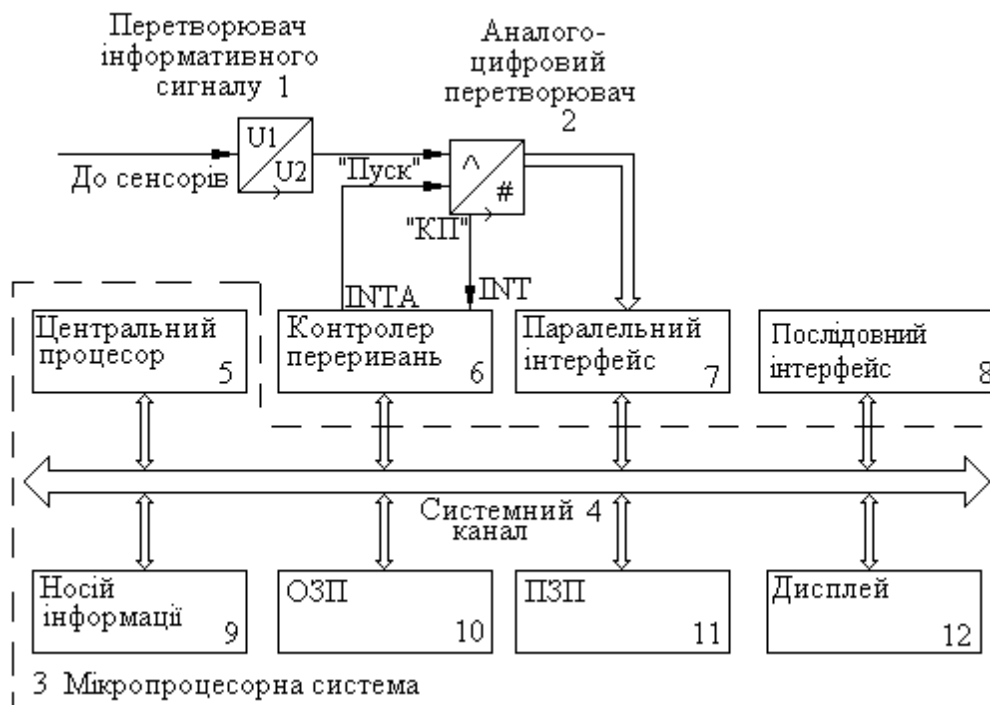 Перетворювач
інформативного
сигналу 1
Аналого-
цифровий
перетворювач
2
U1
U2
До сенсорів
"Пуск"
^
#
"КП"
INTA
INT
Центральний
процесор
5
Контролер
переривань
6
Паралельний
інтерфейс
7
Послідовний
інтерфейс
8
Системний 4
канал
Носій
інформації
9
ОЗП
10
ПЗП
11
Дисплей
12
3 Мікропроцесорна система